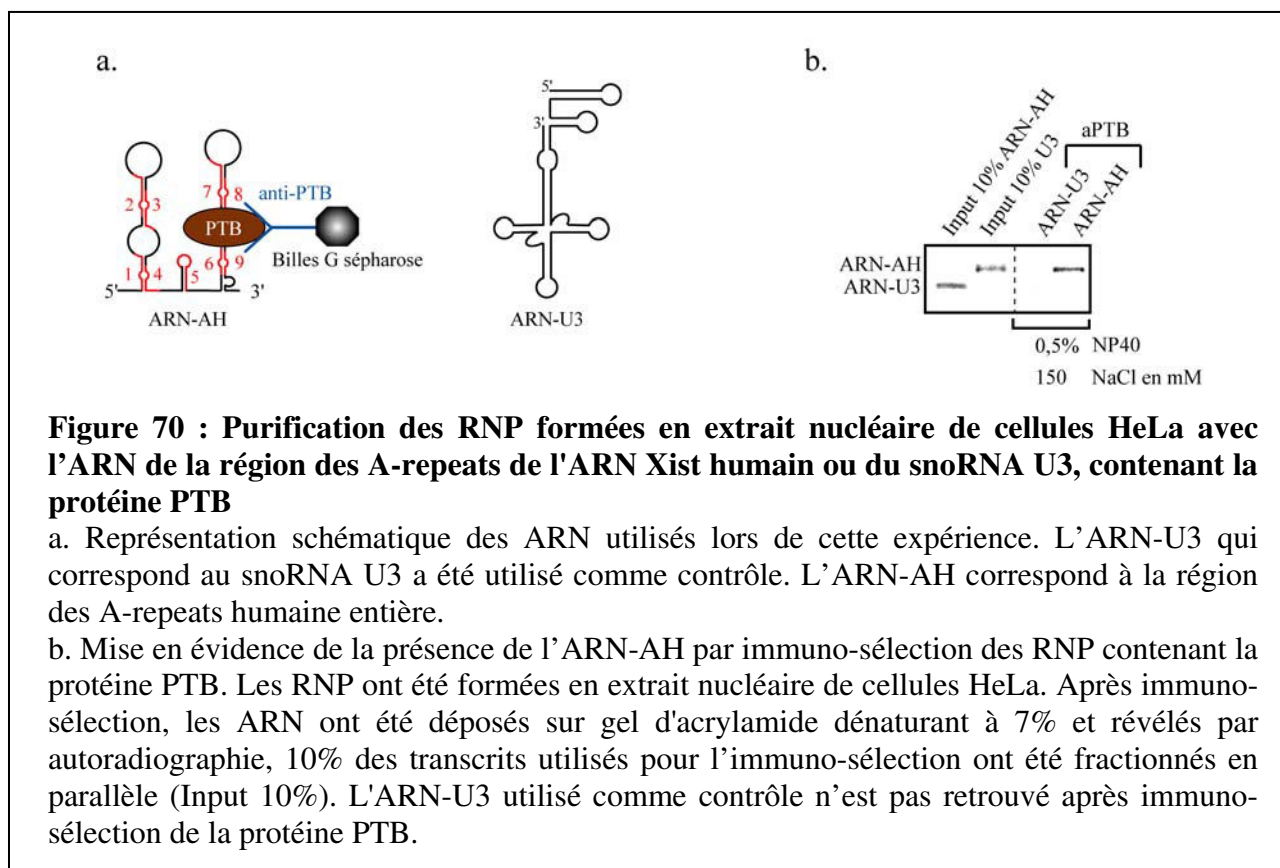 a.
b.
5'
3'
7
8
anti-PTB
2
3
PTB
Billes G sépharose
1
4
5
6
9
5'
3'
ARN-AH
ARN-U3
Input 10% ARN-AH
Input 10% U3
aPTB
ARN-U3
ARN-AH
ARN-AH
ARN-U3
0,5% NP40
150 NaCl en mM
Figure 70 : Purification des RNP formées en extrait nucléaire de cellules HeLa avec
l'ARN de la région des A-repeats de l'ARN Xist humain ou du snoRNA U3, contenant la
protéine PTB
a. Représentation schématique des ARN utilisés lors de cette expérience. L'ARN-U3 qui
correspond au snoRNA U3 a été utilisé comme contrôle. L'ARN-AH correspond à la région
des A-repeats humaine entière.
b. Mise en évidence de la présence de l'ARN-AH par immuno-sélection des RNP contenant la
protéine PTB. Les RNP ont été formées en extrait nucléaire de cellules HeLa. Après immuno-
sélection, les ARN ont été déposés sur gel d'acrylamide dénaturant à 7% et révélés par
autoradiographie, 10% des transcrits utilisés pour l'immuno-sélection ont été fractionnés en
parallèle (Input 10%). L'ARN-U3 utilisé comme contrôle n'est pas retrouvé après immuno-
sélection de la protéine PTB.